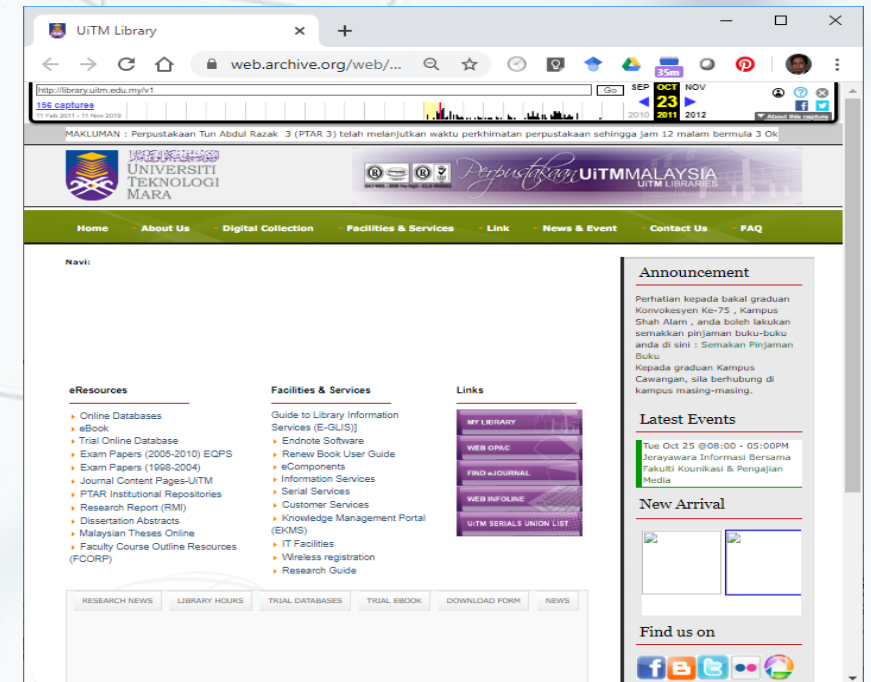 UiTM Library
web.archive.org/web/...
35m
http://library.uitm.edu.my/v1
Go
SEP OCT NOV
156 captures
23
11 Feb 2011 - 11 Nov 2019
2010 2011 2012
About this capture
MAKLUMAN : Perpustakaan Tun Abdul Razak 3 (PTAR 3) telah melanjutkan waktu perkhimatan perpustakaan sehingga jam 12 malam bermula 3 Ok
UNIVERSITI
TEKNOLOGI
MARA
Perpustakaan UiTM MALAYSIA
UiTM LIBRARIES
Home About Us Digital Collection Facilities & Services Link News & Event Contact Us FAQ
Navi:
eResources
Online Databases
eBook
Trial Online Database
Exam Papers (2005-2010) EQPS
Exam Papers (1998-2004)
Journal Content Pages-UiTM
PTAR Institutional Repositories
Research Report (RMI)
Dissertation Abstracts
Malaysian Theses Online
Faculty Course Outline Resources
(FCORP)
Facilities & Services
Guide to Library Information
Services (E-GLIS)]
Endnote Software
Renew Book User Guide
eComponents
Information Services
Serial Services
Customer Services
Knowledge Management Portal
(EKMS)
IT Facilities
Wireless registration
Research Guide
Links
MY LIBRARY
WEB OPAC
FIND eJOURNAL
WEB INFOLINE
UiTM SERIALS UNION LIST
RESEARCH NEWS LIBRARY HOURS TRIAL DATABASES TRIAL EBOOK DOWNLOAD FORM NEWS
Announcement
Perhatian kepada bakal graduan
Konvokesyen Ke-75 , Kampus
Shah Alam , anda boleh lakukan
semakkan pinjaman buku-buku
anda di sini : Semakan Pinjaman
Buku
Kepada graduan Kampus
Cawangan, sila berhubung di
kampus masing-masing.
Latest Events
Tue Oct 25 @08:00 - 05:00PM
Jerayawara Informasi Bersama
Fakulti Kounikasi & Pengajian
Media
New Arrival
Find us on